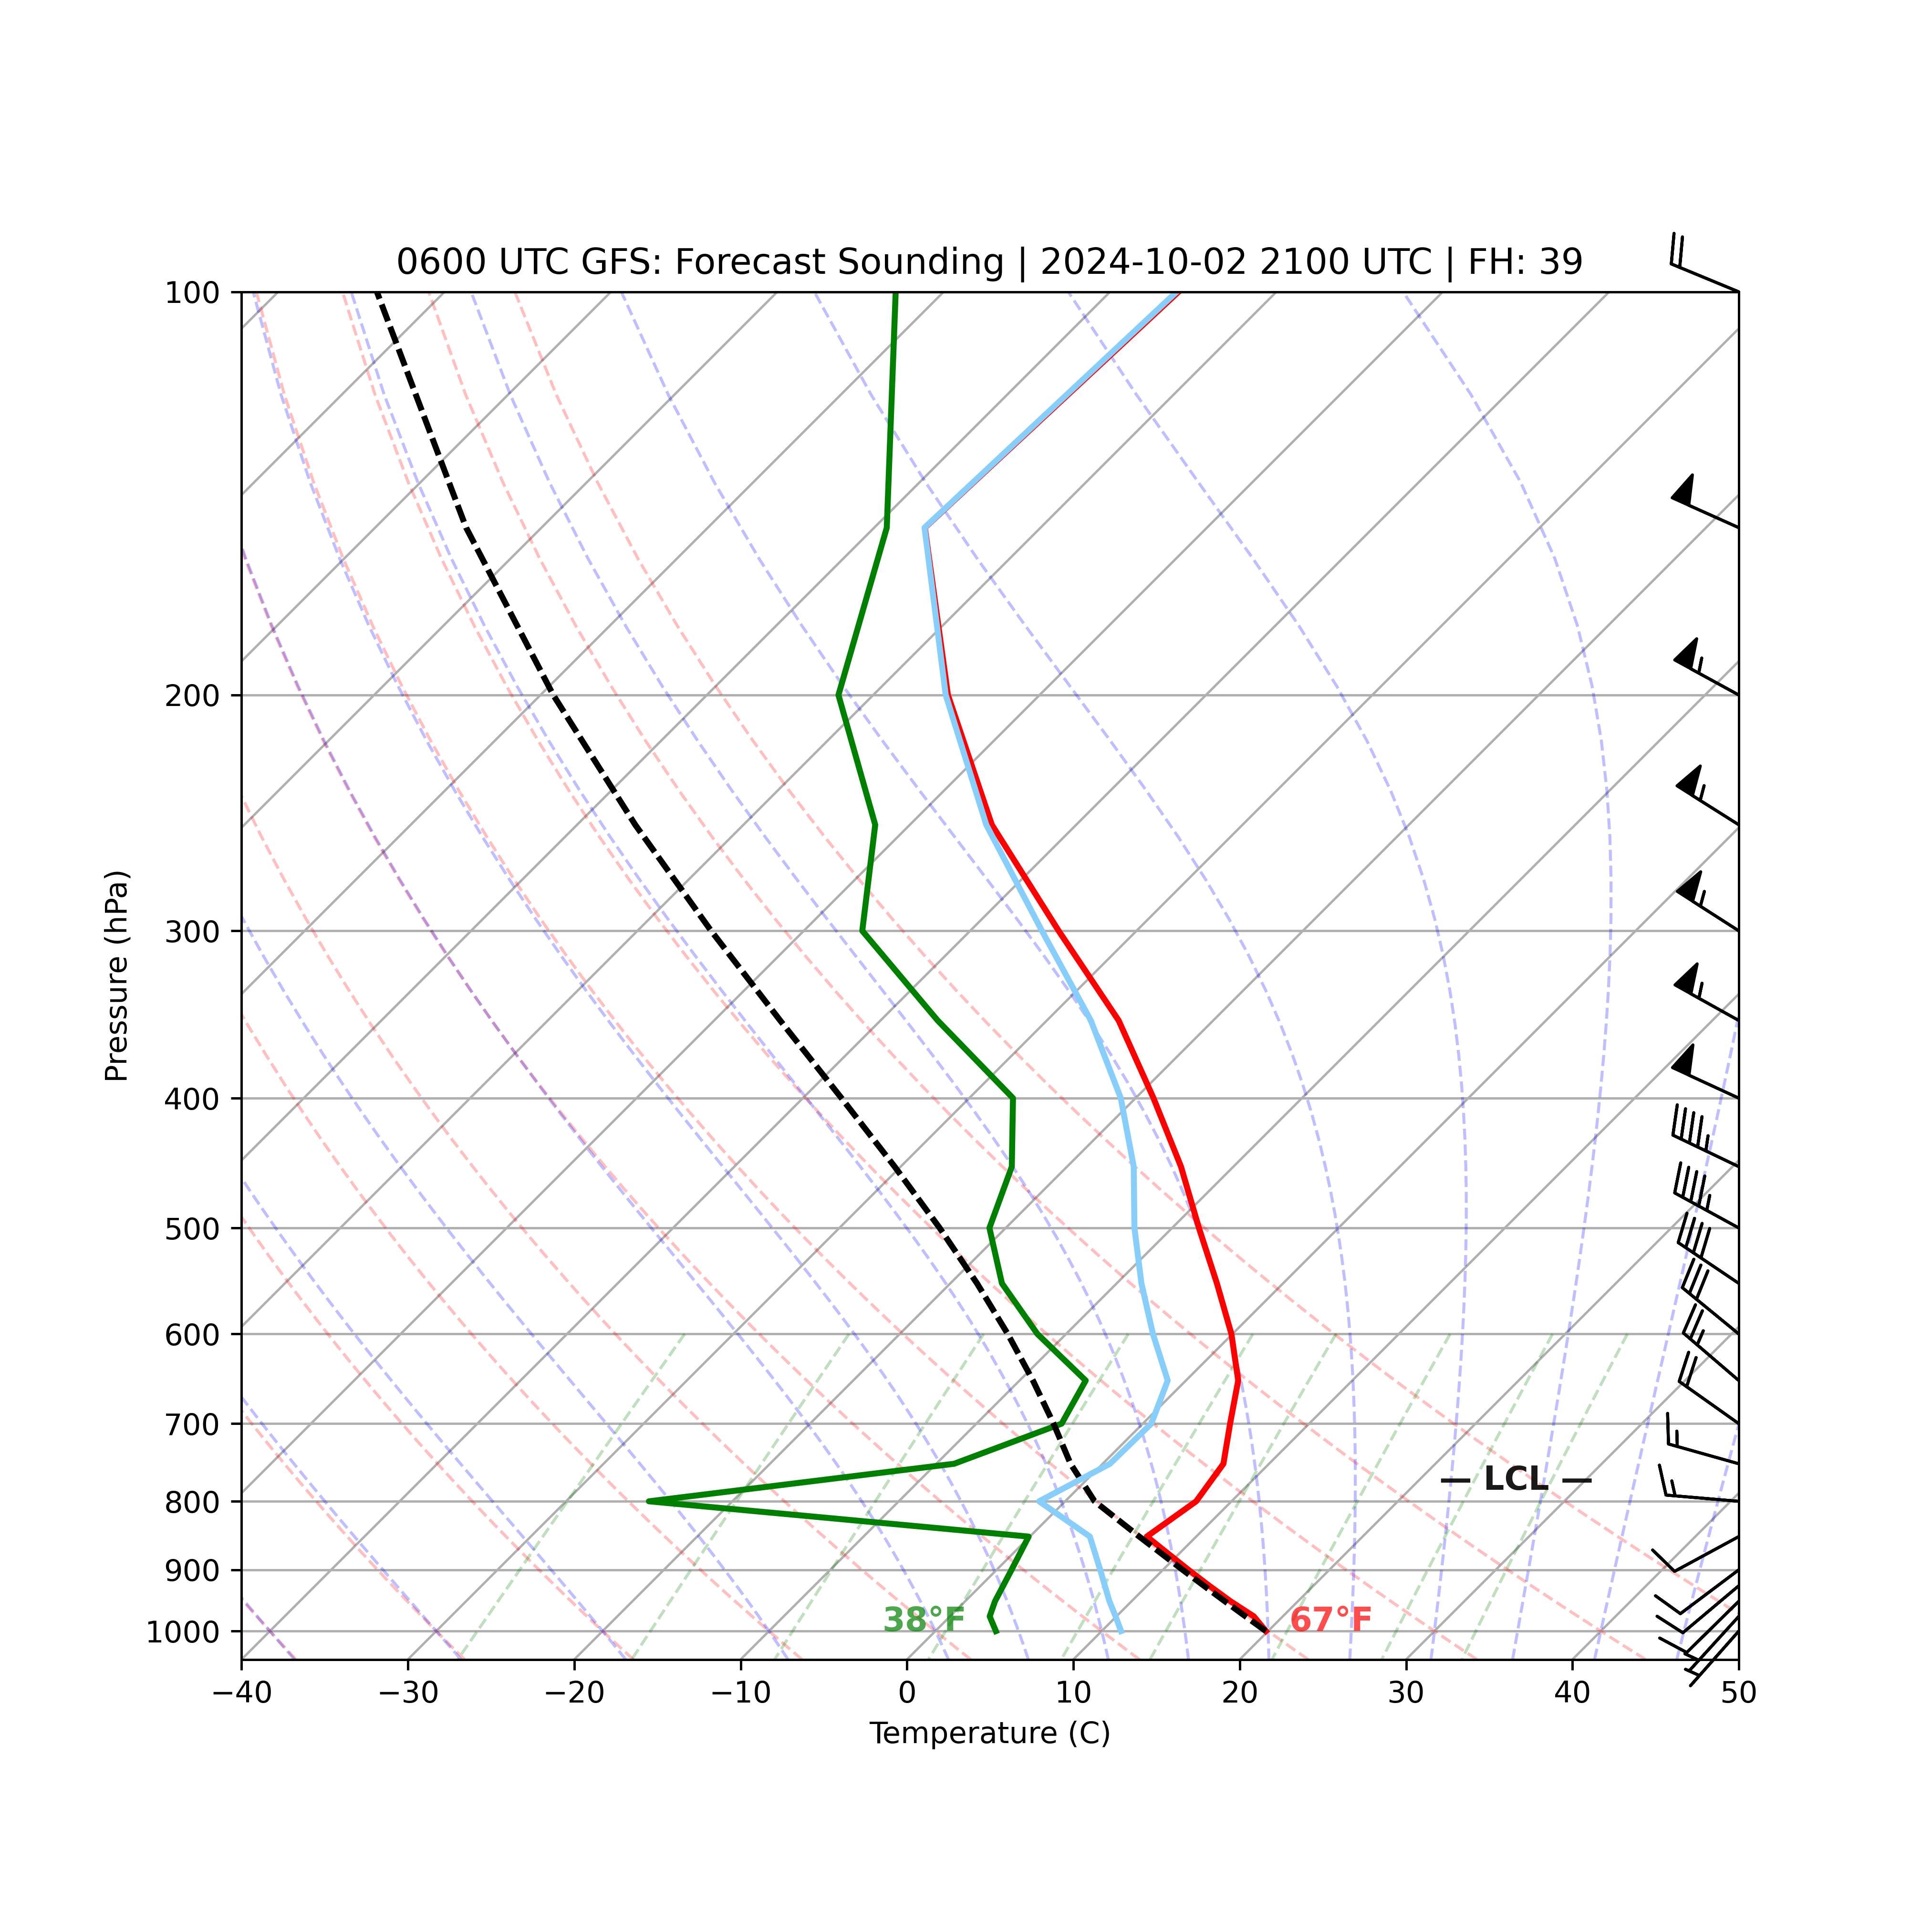 0600 UTC GFS: Forecast Sounding | 2024-10-02 2100 UTC | FH: 39
100
200
300
400
500
600
700
800
900
1000
Pressure (hPa)
— LCL —
38°F
67°F
−40 −30 −20 −10 0 10 20 30 40 50
Temperature (C)